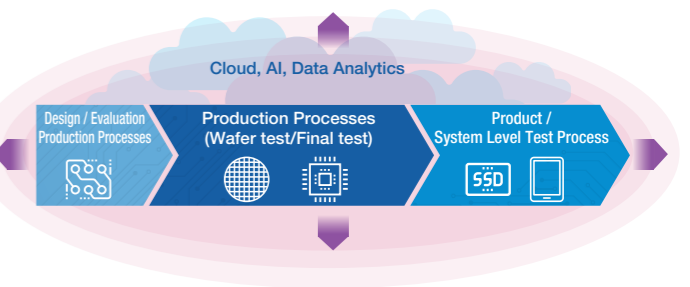 Cloud, AI, Data Analytics
Design / Evaluation
Production Processes
Production Processes
(Wafer test/Final test)
Product /
System Level Test Process
SSD